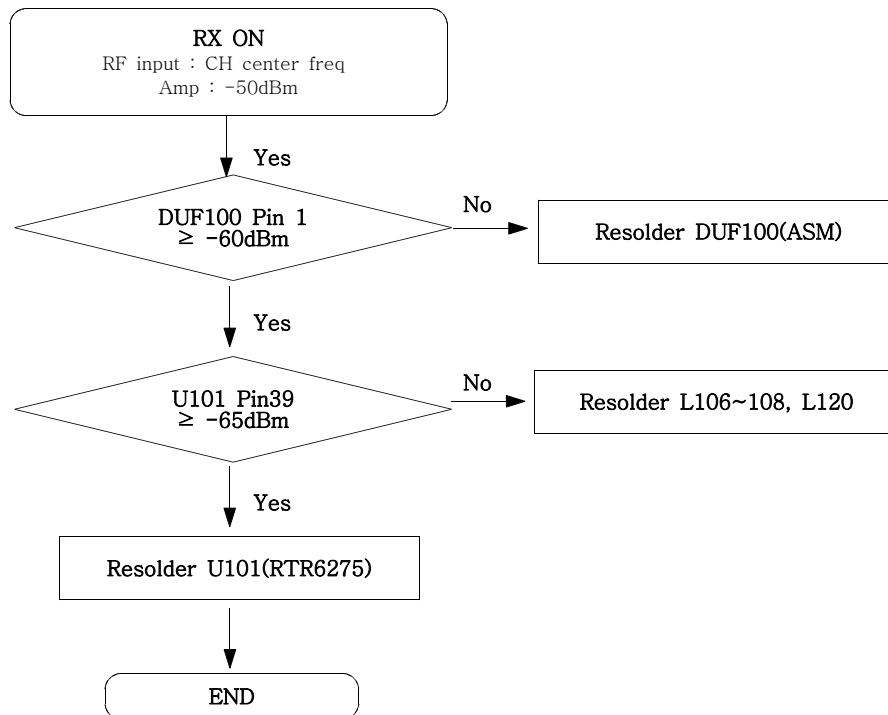 RX ON
RF input : CH center freq
Amp : -50dBm
Yes
DUF100 Pin 1
≥ -60dBm
No
Resolder DUF100(ASM)
Yes
U101 Pin39
≥ -65dBm
No
Resolder L106~108, L120
Yes
Resolder U101(RTR6275)
END